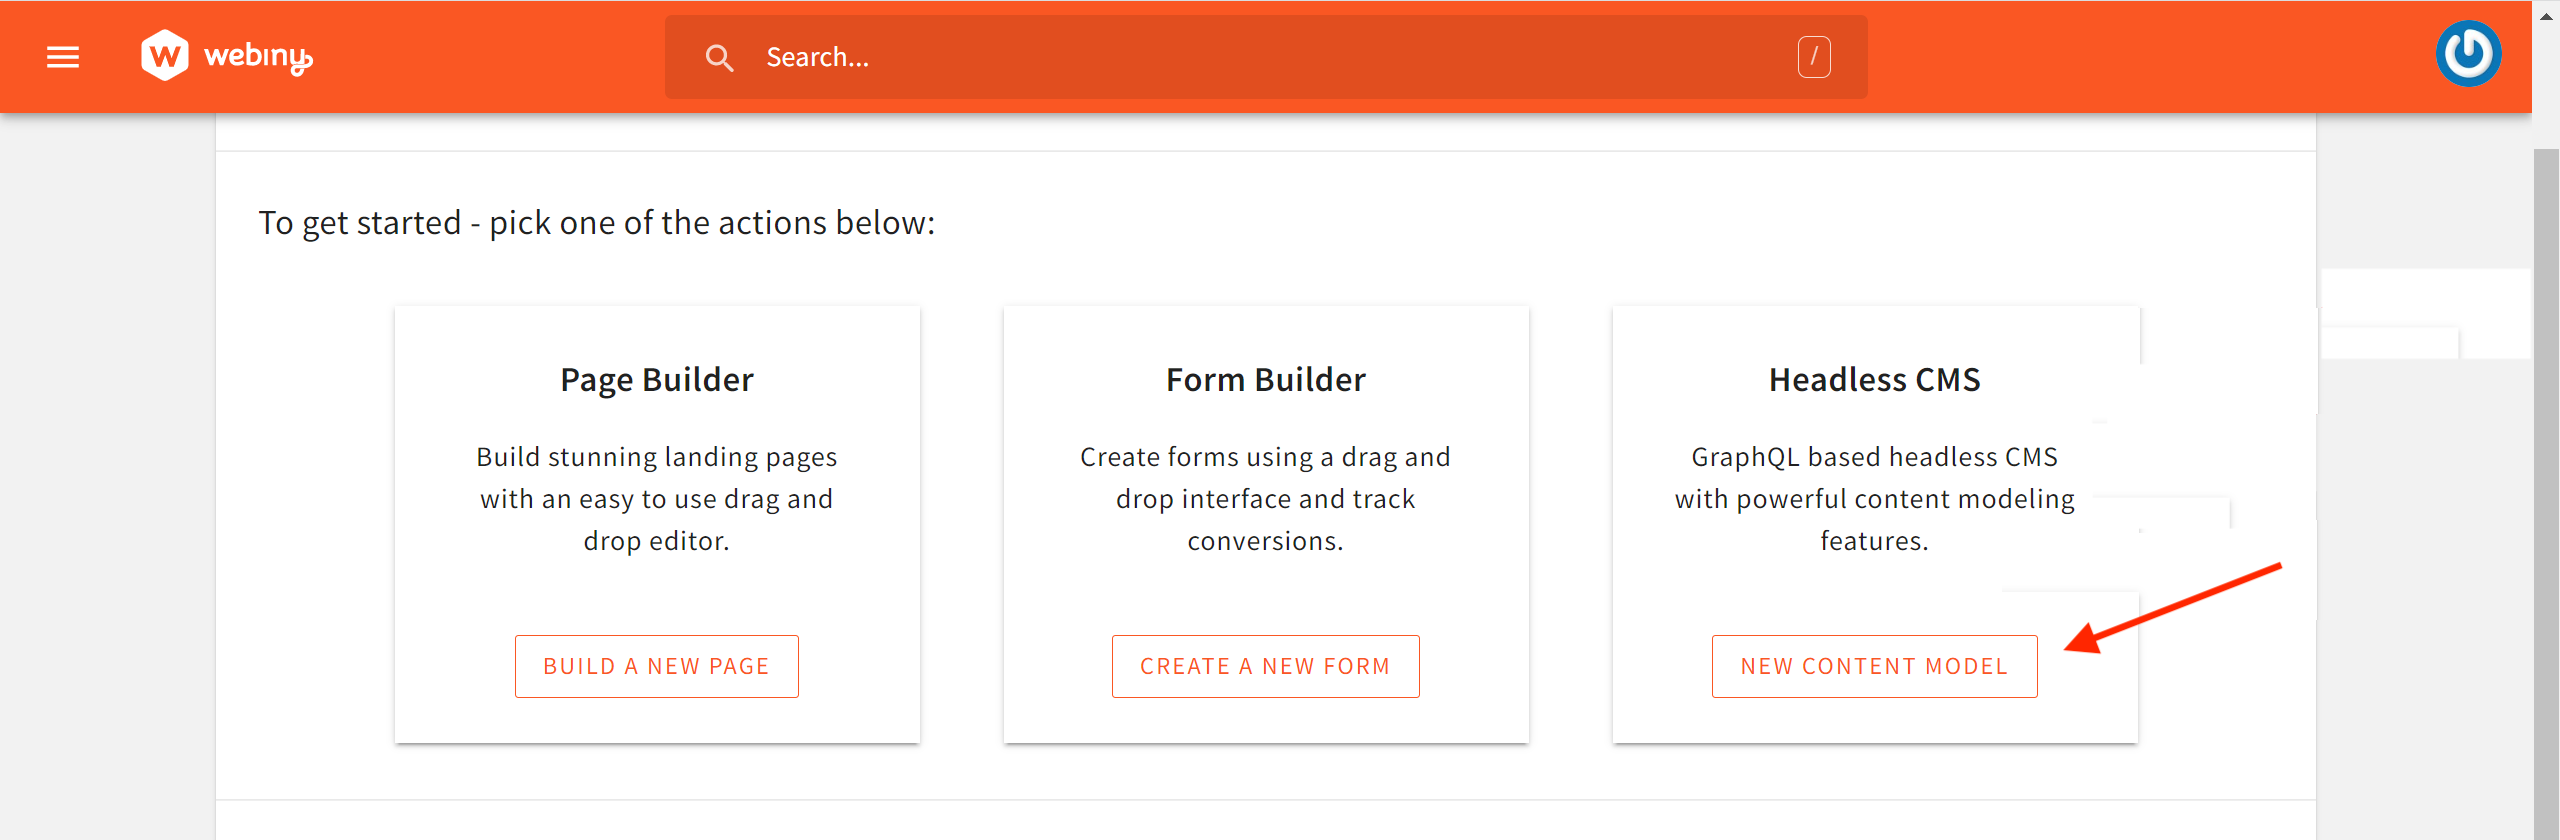 webiny
Search...
/
To get started - pick one of the actions below:
Page Builder
Build stunning landing pages
with an easy to use drag and
drop editor.
BUILD A NEW PAGE
Form Builder
Create forms using a drag and
drop interface and track
conversions.
CREATE A NEW FORM
Headless CMS
GraphQL based headless CMS
with powerful content modeling
features.
NEW CONTENT MODEL